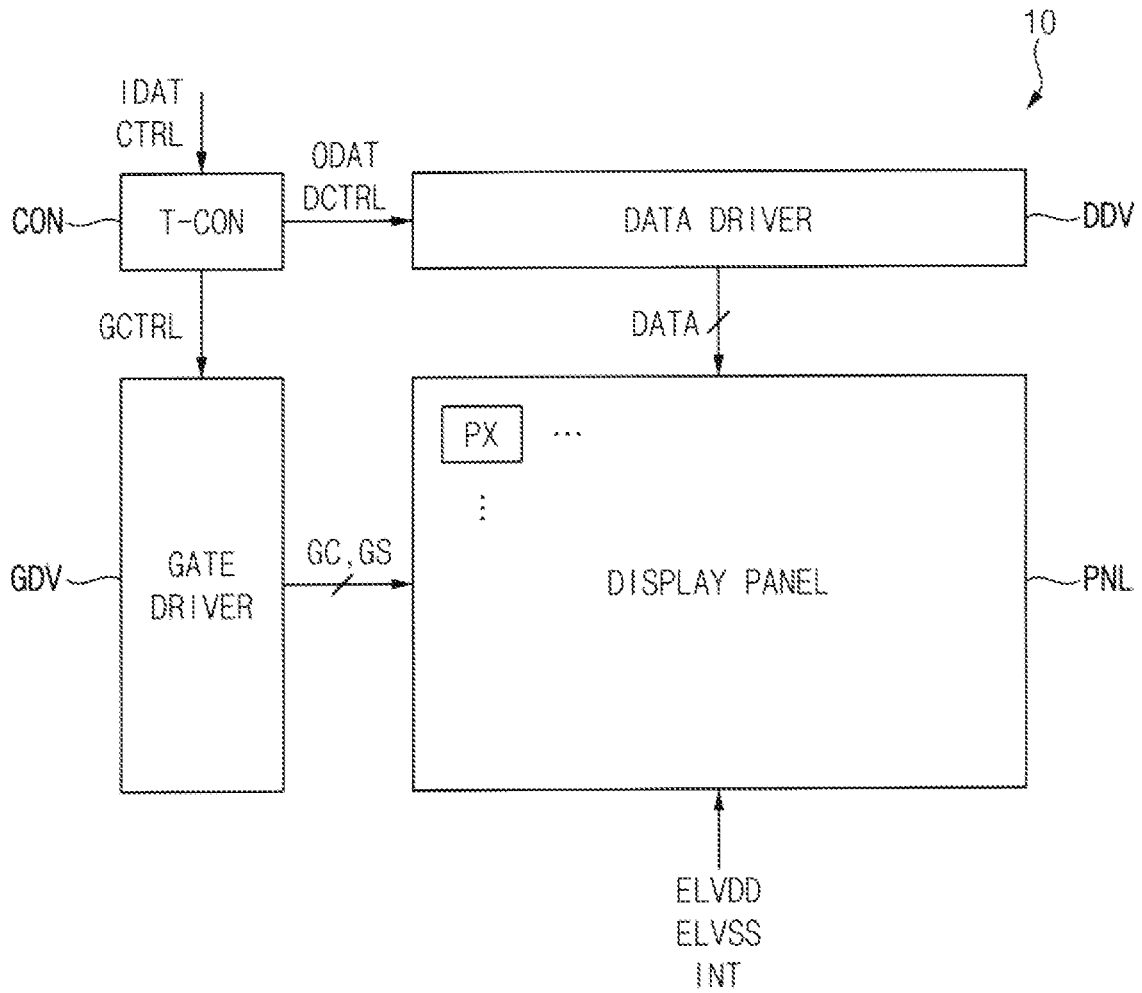 10
IDAT
CTRL
ODAT
DCTRL
CON
T-CON
DATA DRIVER
DDV
GCTRL
DATA
PX ...
⋮
GDV
GATE
DRIVER
GC,GS
DISPLAY PANEL
PNL
ELVDD
ELVSS
INT